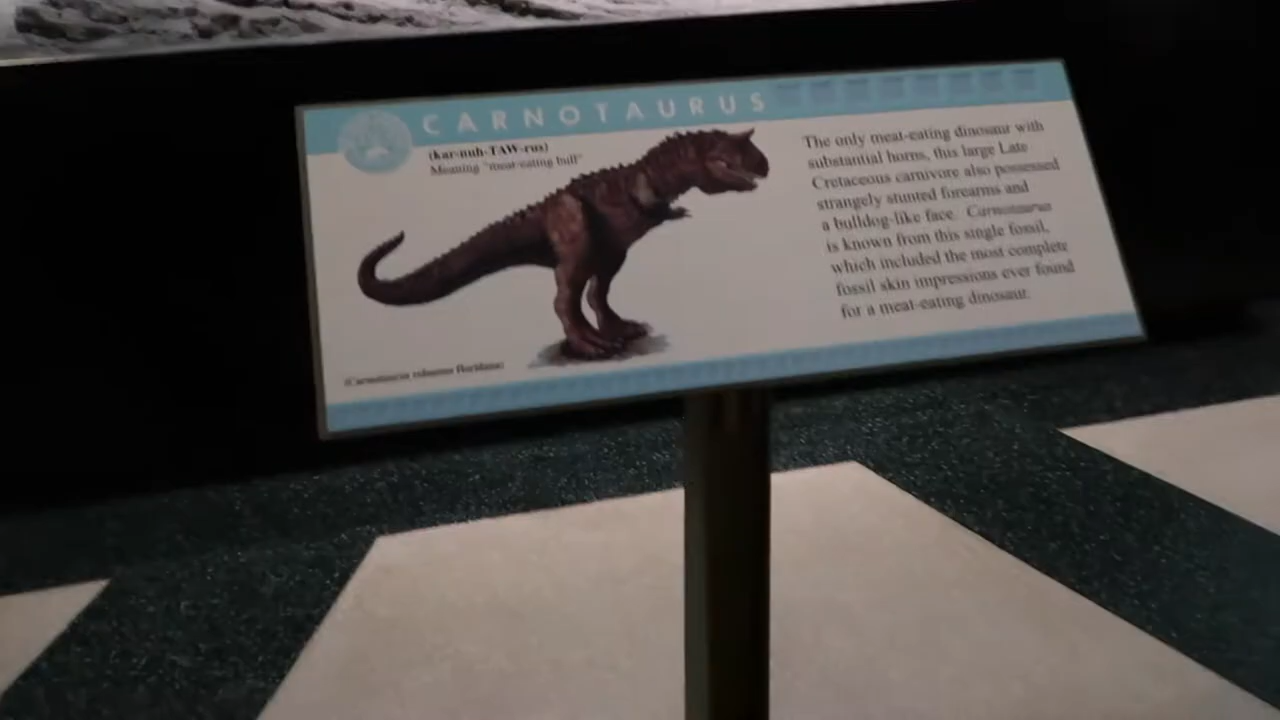 CARNOTAURUS
(kar-nuh-TAW-rus)
Meaning "meat-eating bull"
The only meat-eating dinosaur with
substantial horns, this large Late
Cretaceous carnivore also possessed
strangely stunted forearms and
a bulldog-like face. Carnotaurus
is known from this single fossil,
which included the most complete
fossil skin impressions ever found
for a meat-eating dinosaur.
(Carnotaurus